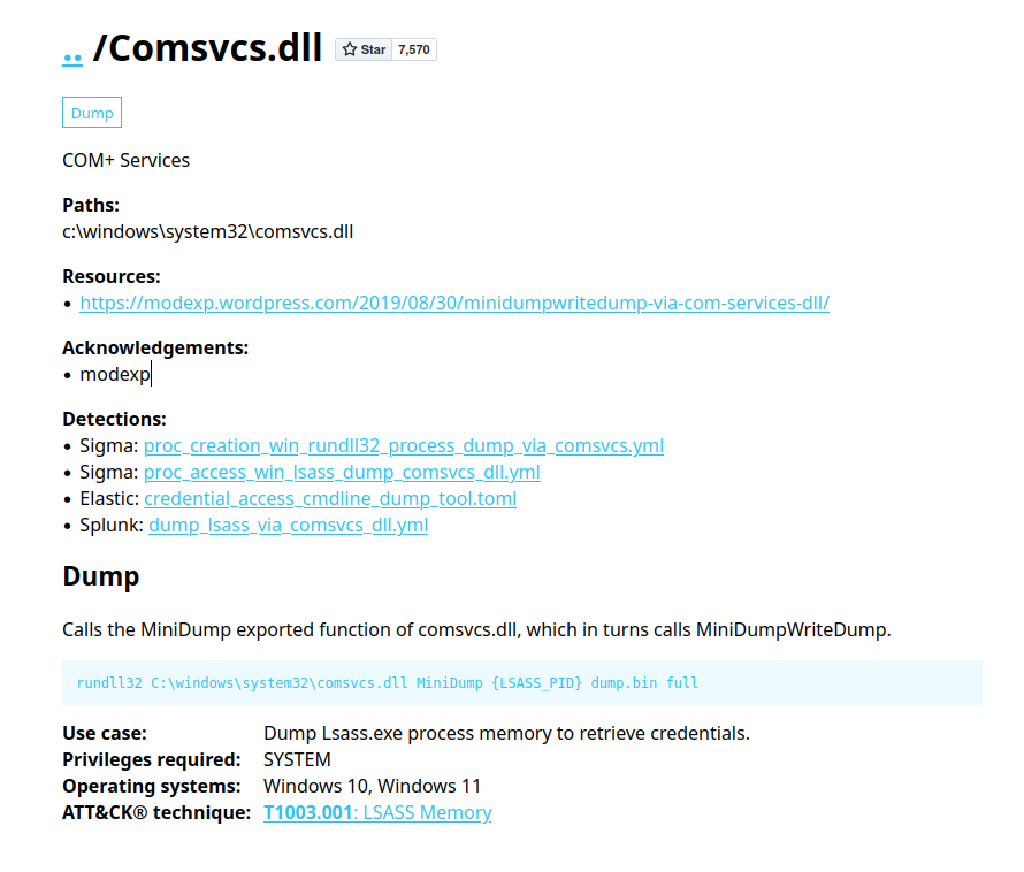 .. /Comsvcs.dll Star 7,570
Dump
COM+ Services
Paths:
c:\windows\system32\comsvcs.dll
Resources:
• https://modexp.wordpress.com/2019/08/30/minidumpwritedump-via-com-services-dll/
Acknowledgements:
• modexp
Detections:
• Sigma: proc_creation_win_rundll32_process_dump_via_comsvcs.yml
• Sigma: proc_access_win_lsass_dump_comsvcs_dll.yml
• Elastic: credential_access_cmdline_dump_tool.toml
• Splunk: dump_lsass_via_comsvcs_dll.yml
Dump
Calls the MiniDump exported function of comsvcs.dll, which in turns calls MiniDumpWriteDump.
rundll32 C:\windows\system32\comsvcs.dll MiniDump {LSASS_PID} dump.bin full
Use case: Dump Lsass.exe process memory to retrieve credentials.
Privileges required: SYSTEM
Operating systems: Windows 10, Windows 11
ATT&CK® technique: T1003.001: LSASS Memory